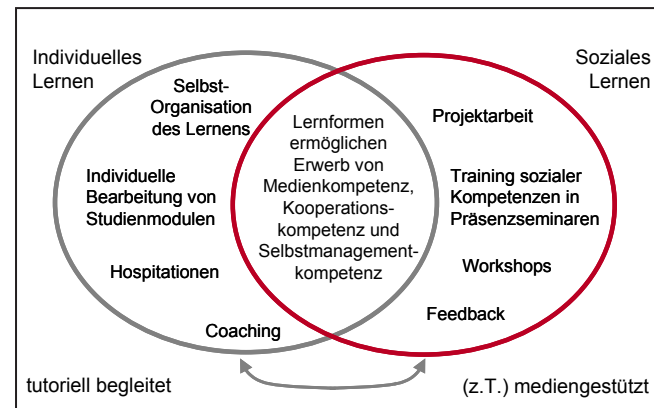 Individuelles
Lernen
Soziales
Lernen
Selbst-
Organisation
des Lernens
Individuelle
Bearbeitung von
Studienmodulen
Hospitationen
Coaching
Lernformen
ermöglichen
Erwerb von
Medienkompetenz,
Kooperations-
kompetenz und
Selbstmanagement-
kompetenz
Projektarbeit
Training sozialer
Kompetenzen in
Präsenzseminaren
Workshops
Feedback
tutoriell begleitet
(z.T.) mediengestützt